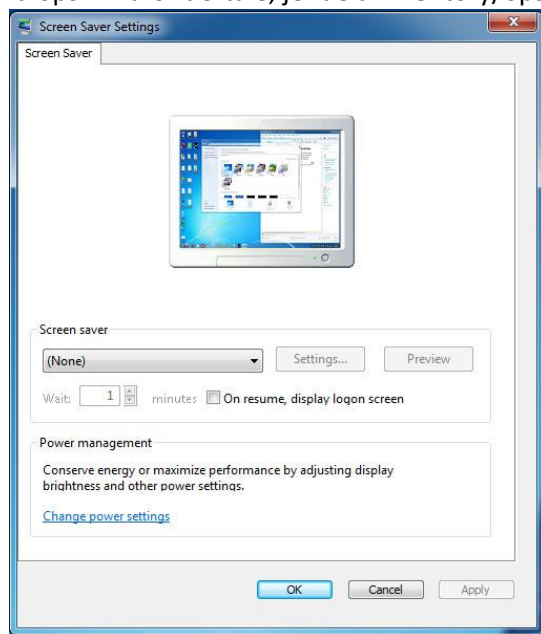 Screen Saver Settings
Screen Saver
Screen saver
(None)
Settings...
Preview
Wait: 1 minutes On resume, display logon screen
Power management
Conserve energy or maximize performance by adjusting display
brightness and other power settings.
Change power settings
OK Cancel Apply